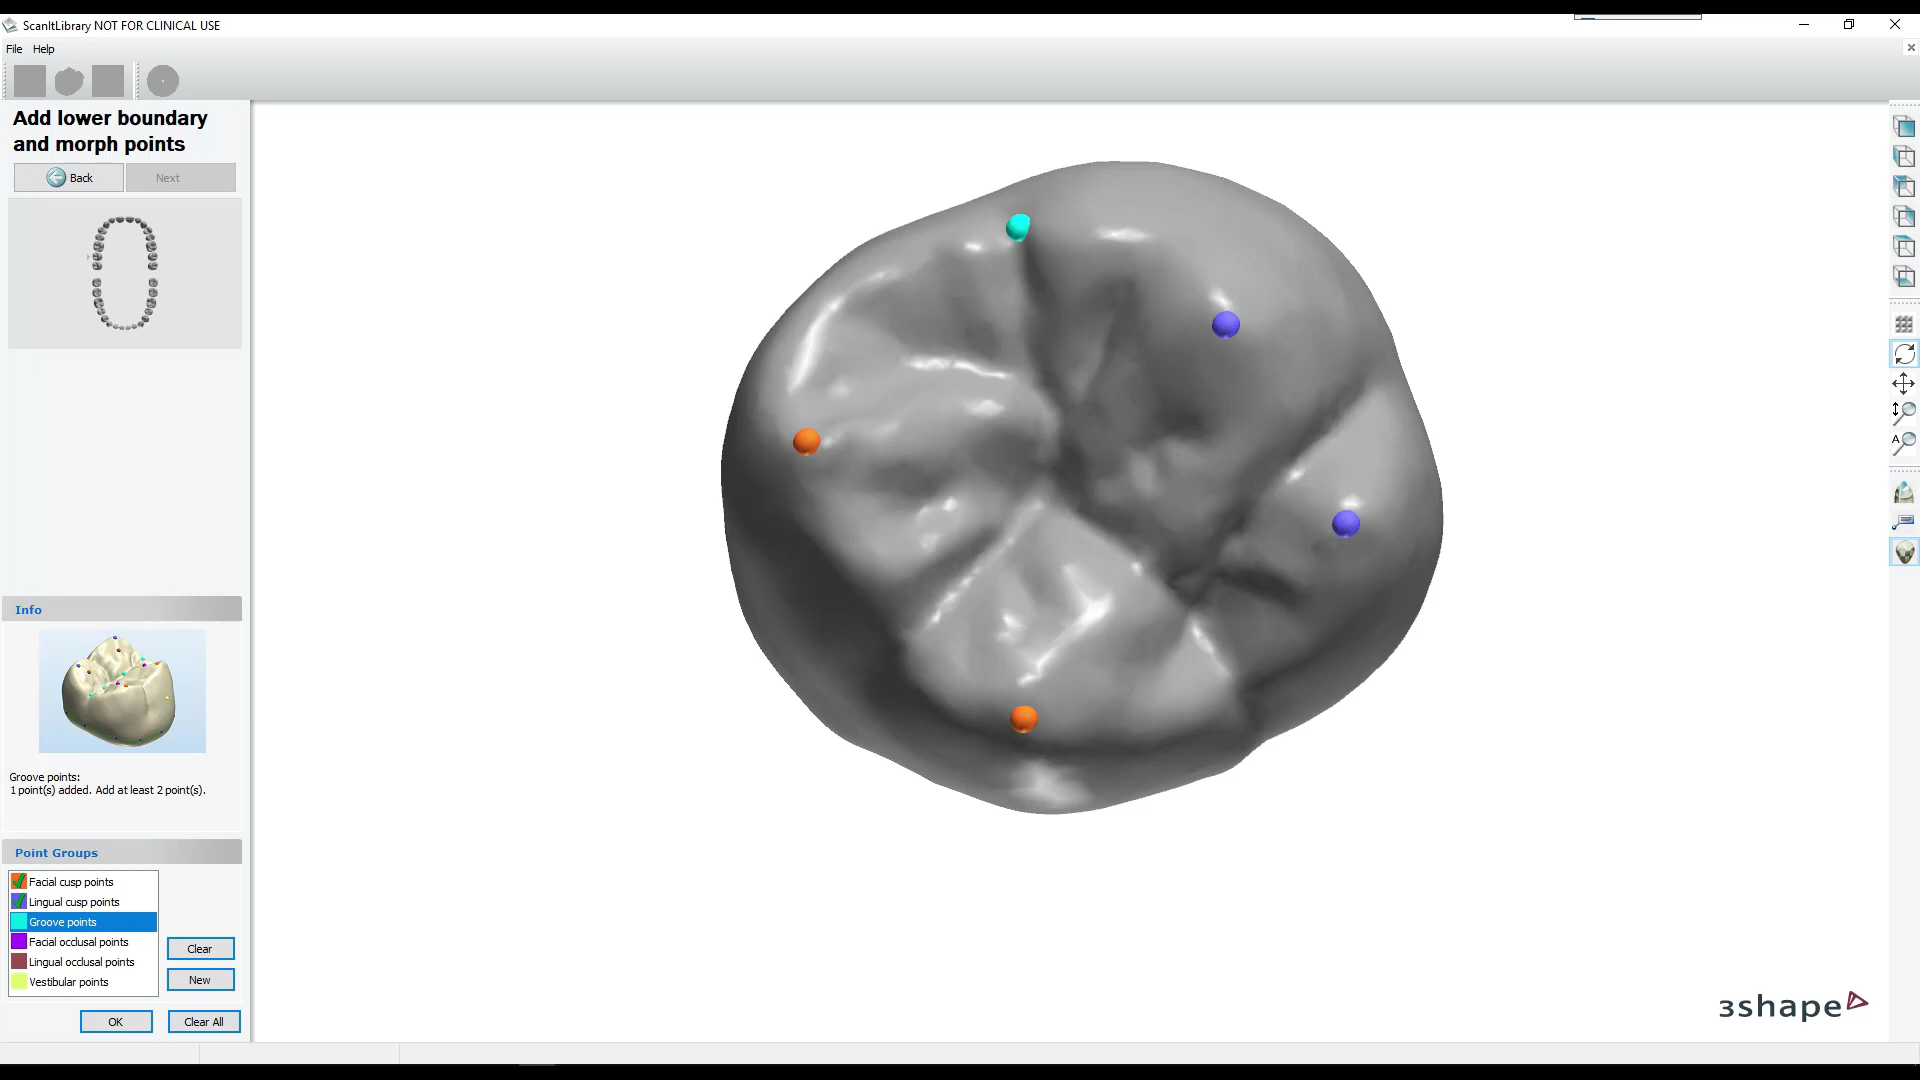 ScanItLibrary NOT FOR CLINICAL USE
File Help
Add lower boundary
and morph points
Back
Next
Info
Groove points:
1 point(s) added. Add at least 2 point(s).
Point Groups
Facial cusp points
Lingual cusp points
Groove points
Facial occlusal points
Lingual occlusal points
Vestibular points
Clear
New
OK
Clear All
A
3shape